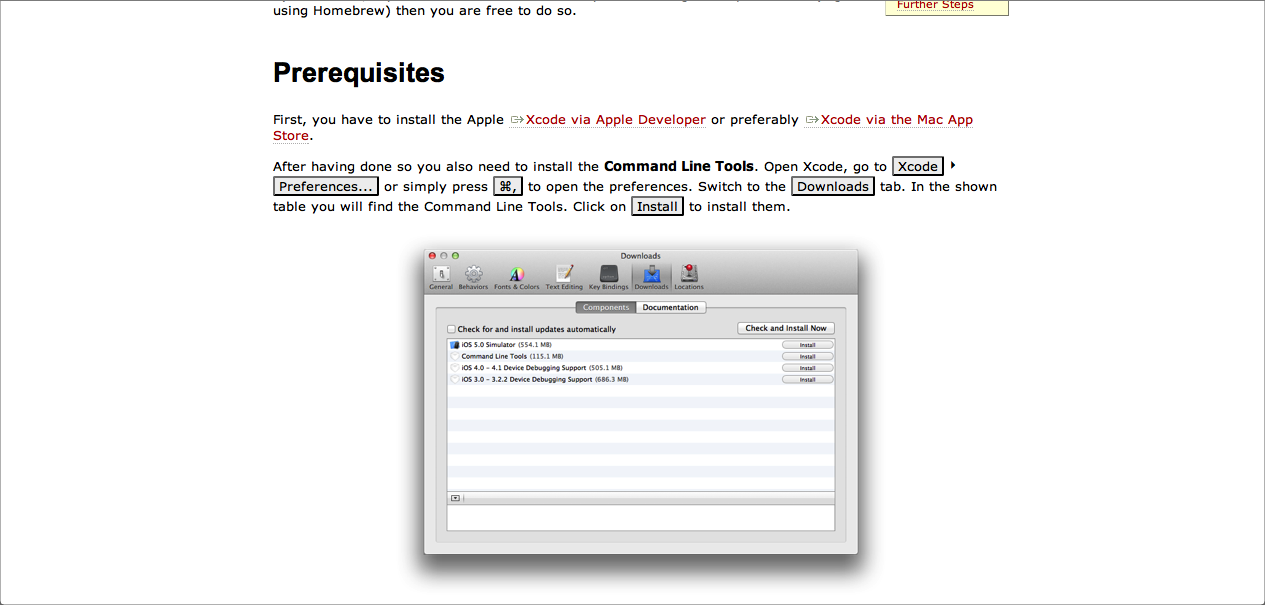 using Homebrew) then you are free to do so.
Further Steps
Prerequisites
First, you have to install the Apple Xcode via Apple Developer or preferably Xcode via the Mac App
Store.
After having done so you also need to install the Command Line Tools. Open Xcode, go to Xcode
Preferences... or simply press ⌘, to open the preferences. Switch to the Downloads tab. In the shown
table you will find the Command Line Tools. Click on Install to install them.
Downloads
General Behaviors Fonts & Colors Text Editing Key Bindings Downloads Locations
Components Documentation
Check for and install updates automatically Check and Install Now
iOS 5.0 Simulator (554.1 MB) Install
Command Line Tools (115.1 MB) Install
iOS 4.0 – 4.1 Device Debugging Support (505.1 MB) Install
iOS 3.0 – 3.2.2 Device Debugging Support (686.3 MB) Install